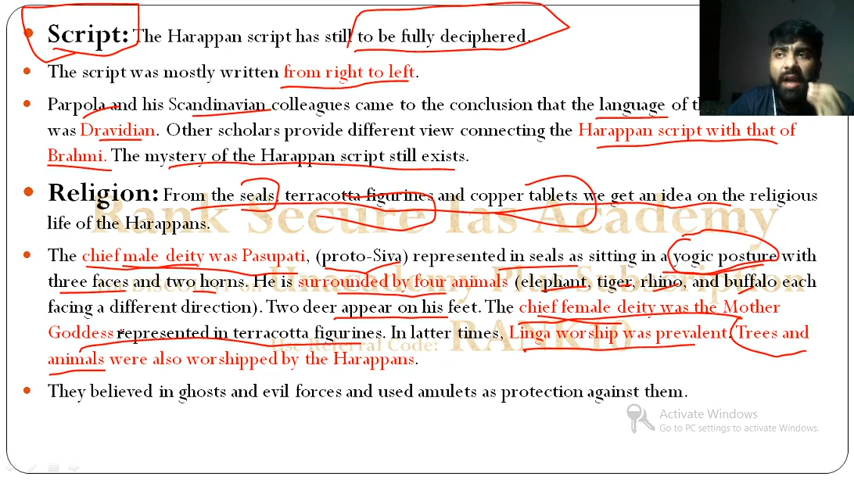 Script: The Harappan script has still to be fully deciphered.
The script was mostly written from right to left.
Parpola and his Scandinavian colleagues came to the conclusion that the language of
was Dravidian. Other scholars provide different view connecting the Harappan script with that of
Brahmi. The mystery of the Harappan script still exists.
Religion: From the seals, terracotta figurines and copper tablets we get an idea on the religious
life of the Harappans.
The chief male deity was Pasupati, (proto-Siva) represented in seals as sitting in a yogic posture with
three faces and two horns. He is surrounded by four animals (elephant, tiger, rhino, and buffalo each
facing a different direction). Two deer appear on his feet. The chief female deity was the Mother
Goddess represented in terracotta figurines. In latter times, Linga worship was prevalent. Trees and
animals were also worshipped by the Harappans.
They believed in ghosts and evil forces and used amulets as protection against them.
Rank Secure Ias Academy
Subscription
Use Referral Code:
Activate Windows
Go to PC settings to activate Windows.